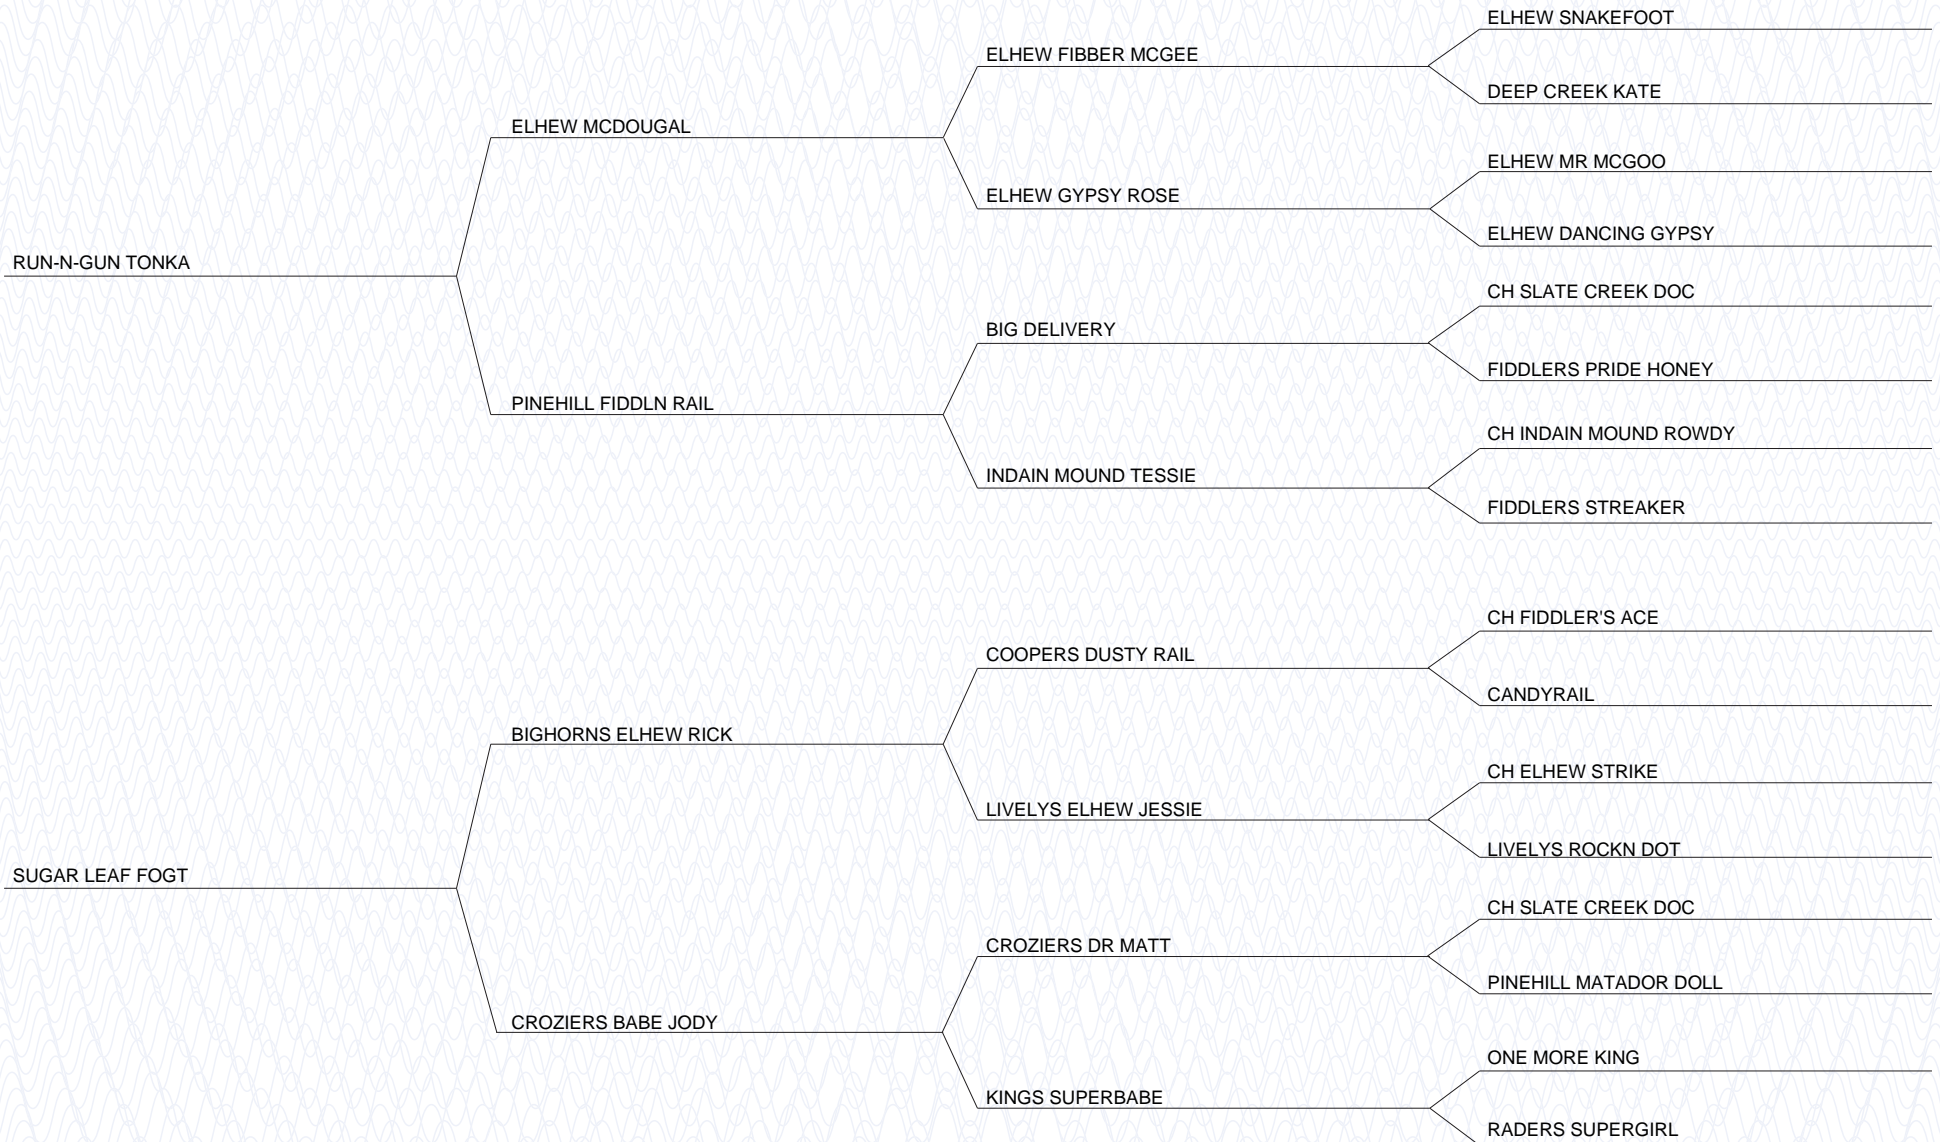 ELHEW SNAKEFOOT
ELHEW FIBBER MCGEE
DEEP CREEK KATE
ELHEW MCDOUGAL
ELHEW MR MCGOO
ELHEW GYPSY ROSE
ELHEW DANCING GYPSY
RUN-N-GUN TONKA
CH SLATE CREEK DOC
BIG DELIVERY
FIDDLERS PRIDE HONEY
PINEHILL FIDDLN RAIL
CH INDAIN MOUND ROWDY
INDAIN MOUND TESSIE
FIDDLERS STREAKER
CH FIDDLER'S ACE
COOPERS DUSTY RAIL
CANDYRAIL
BIGHORNS ELHEW RICK
CH ELHEW STRIKE
LIVELYS ELHEW JESSIE
LIVELYS ROCKN DOT
SUGAR LEAF FOGT
CH SLATE CREEK DOC
CROZIERS DR MATT
PINEHILL MATADOR DOLL
CROZIERS BABE JODY
ONE MORE KING
KINGS SUPERBABE
RADERS SUPERGIRL